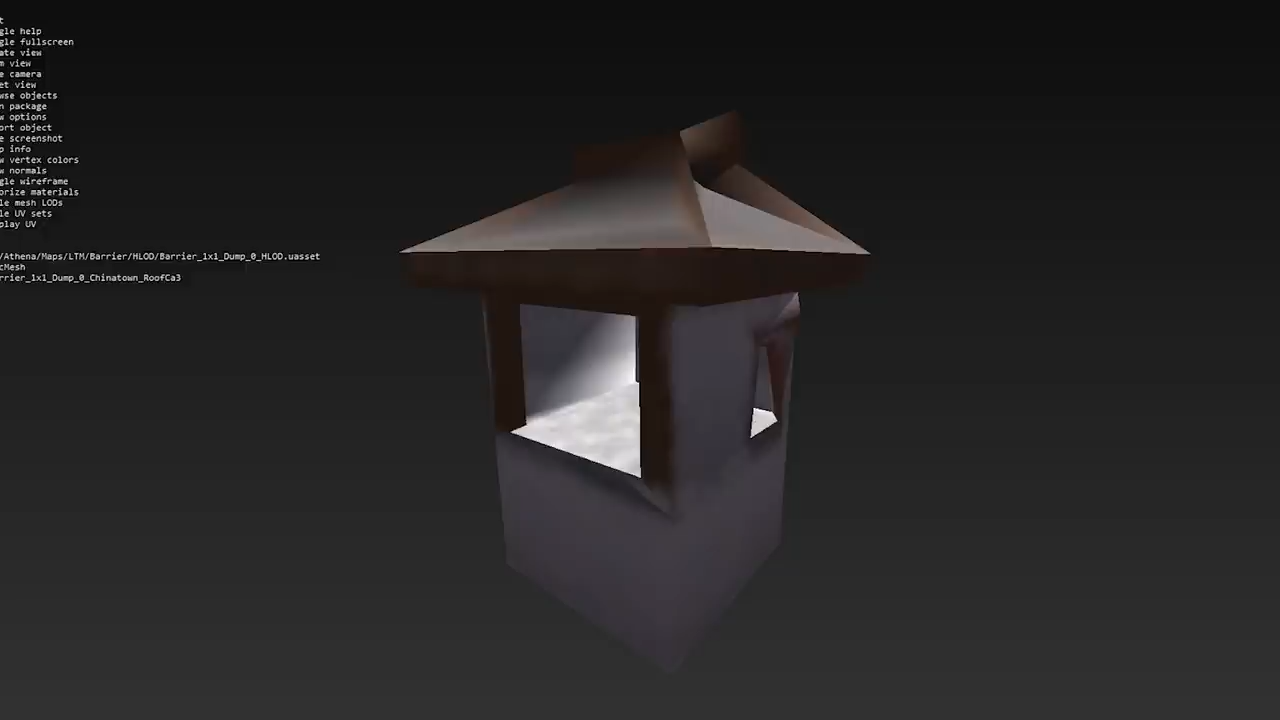 t
gle help
gle fullscreen
ate view
m view
e camera
et view
wse objects
n package
w options
ort object
e screenshot
p info
w vertex colors
w normals
gle wireframe
orize materials
le mesh LODs
le UV sets
play UV
/Athena/Maps/LTM/Barrier/HLOD/Barrier_1x1_Dump_0_HLOD.uasset
cMesh
rrier_1x1_Dump_0_Chinatown_RoofCa3